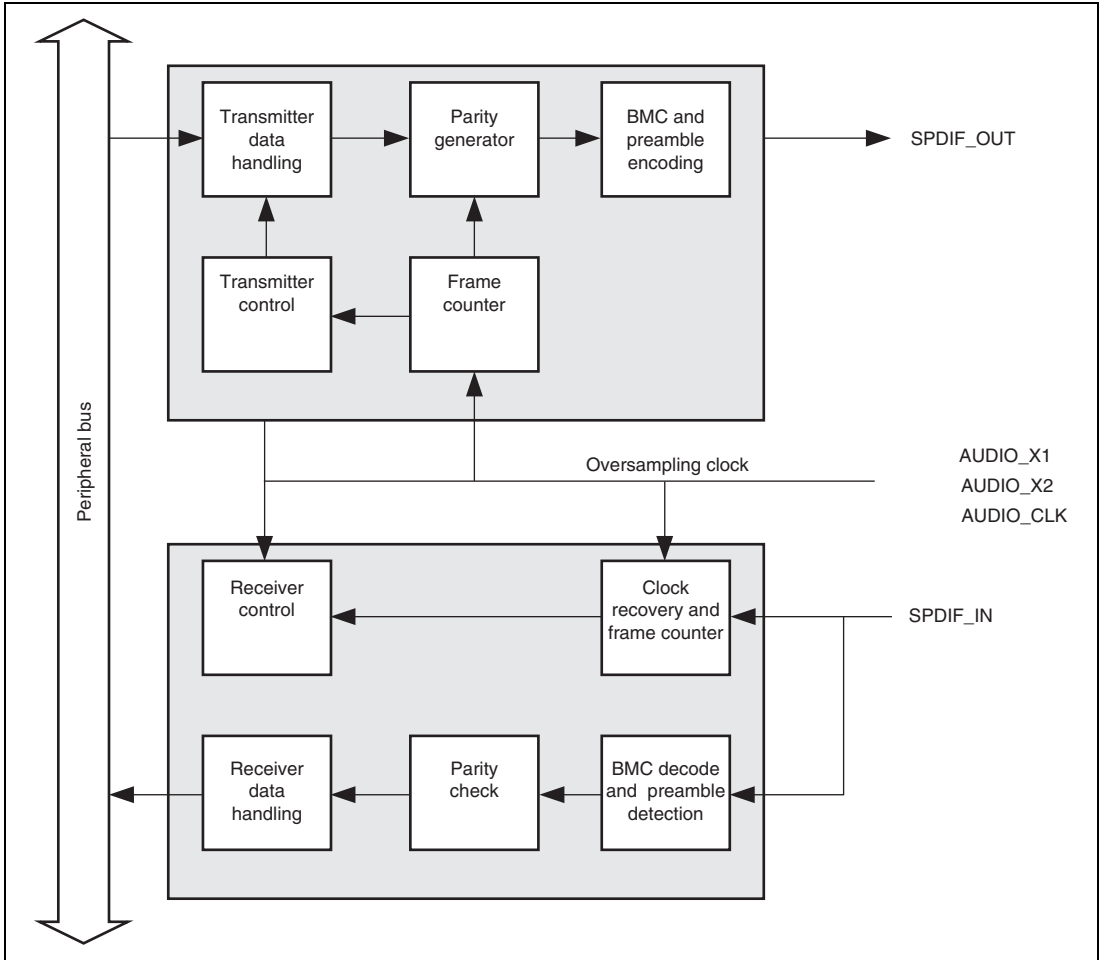 Transmitter
data
handling
Parity
generator
BMC and
preamble
encoding
SPDIF_OUT
Transmitter
control
Frame
counter
Peripheral bus
Oversampling clock
AUDIO_X1
AUDIO_X2
AUDIO_CLK
Receiver
control
Clock
recovery and
frame counter
SPDIF_IN
Receiver
data
handling
Parity
check
BMC decode
and preamble
detection